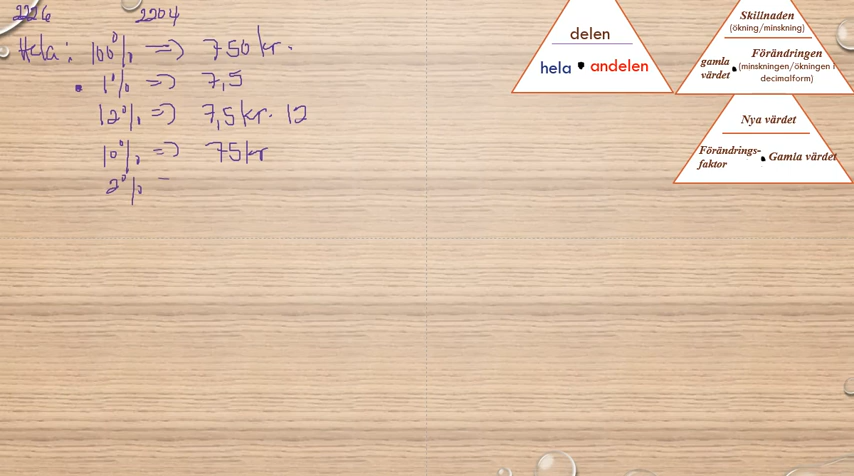 2226 2204
Hela: 100% => 750 kr.
1% => 7,5
12% => 7,5 kr. 12
10% => 75 kr
2% =
delen
hela • andelen
Skillnaden
(ökning/minskning)
gamla värdet • Förändringen
(minskningen/ökningen i
decimalform)
Nya värdet
Förändrings-
faktor • Gamla värdet